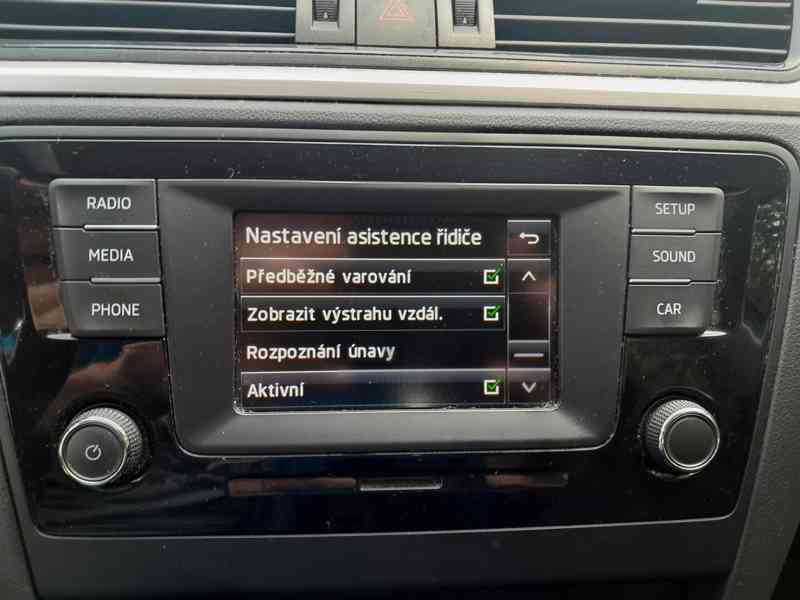 RADIO
MEDIA
PHONE
Nastavení asistence řidiče
Předběžné varování
Zobrazit výstrahu vzdál.
Rozpoznání únavy
Aktivní
SETUP
SOUND
CAR